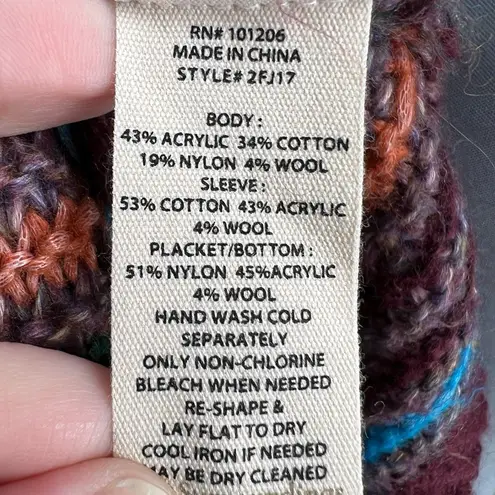 RN# 101206
MADE IN CHINA
STYLE# 2FJ17
BODY :
43% ACRYLIC 34% COTTON
19% NYLON 4% WOOL
SLEEVE :
53% COTTON 43% ACRYLIC
4% WOOL
PLACKET/BOTTOM :
51% NYLON 45%ACRYLIC
4% WOOL
HAND WASH COLD
SEPARATELY
ONLY NON-CHLORINE
BLEACH WHEN NEEDED
RE-SHAPE &
LAY FLAT TO DRY
COOL IRON IF NEEDED
MAY BE DRY CLEANED